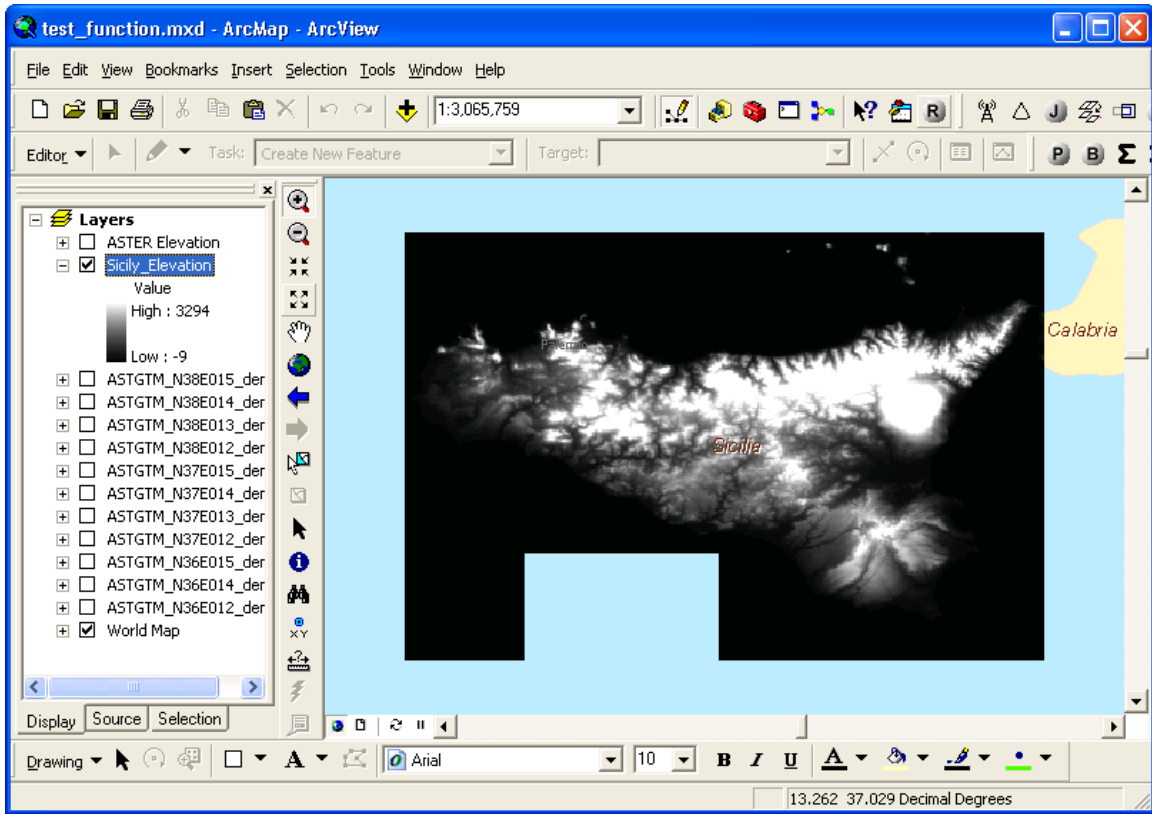 test_function.mxd - ArcMap - ArcView
File Edit View Bookmarks Insert Selection Tools Window Help
1:3,065,759
R J
Editor Task: Create New Feature Target: P B Σ
Layers
ASTER Elevation
Sicily_Elevation
Value
High : 3294
Low : -9
ASTGTM_N38E015_der
ASTGTM_N38E014_der
ASTGTM_N38E013_der
ASTGTM_N38E012_der
ASTGTM_N37E015_der
ASTGTM_N37E014_der
ASTGTM_N37E013_der
ASTGTM_N37E012_der
ASTGTM_N36E015_der
ASTGTM_N36E014_der
ASTGTM_N36E012_der
World Map
XY
Calabria
Palermo
Sicilia
Display Source Selection
Drawing A Arial 10 B I U A
13.262 37.029 Decimal Degrees